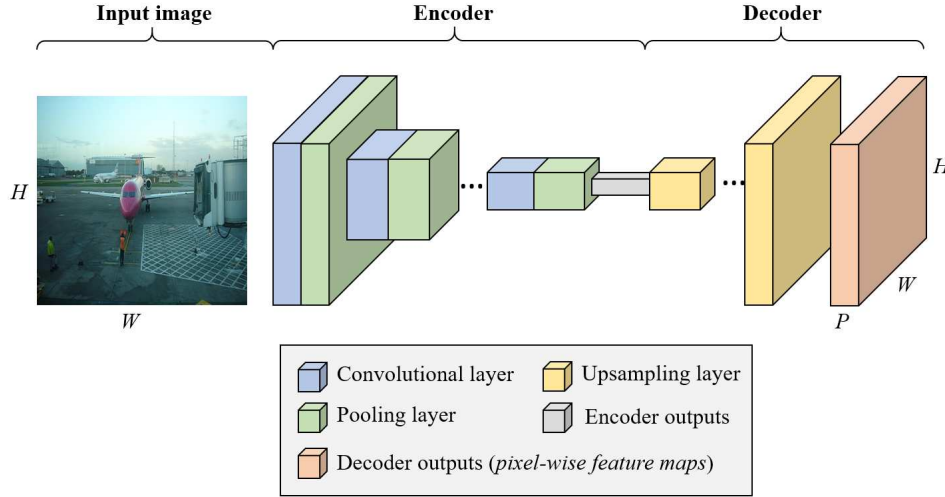 Input image
Encoder
Decoder
H
W
...
...
H
W
P
Convolutional layer
Upsampling layer
Pooling layer
Encoder outputs
Decoder outputs (pixel-wise feature maps)